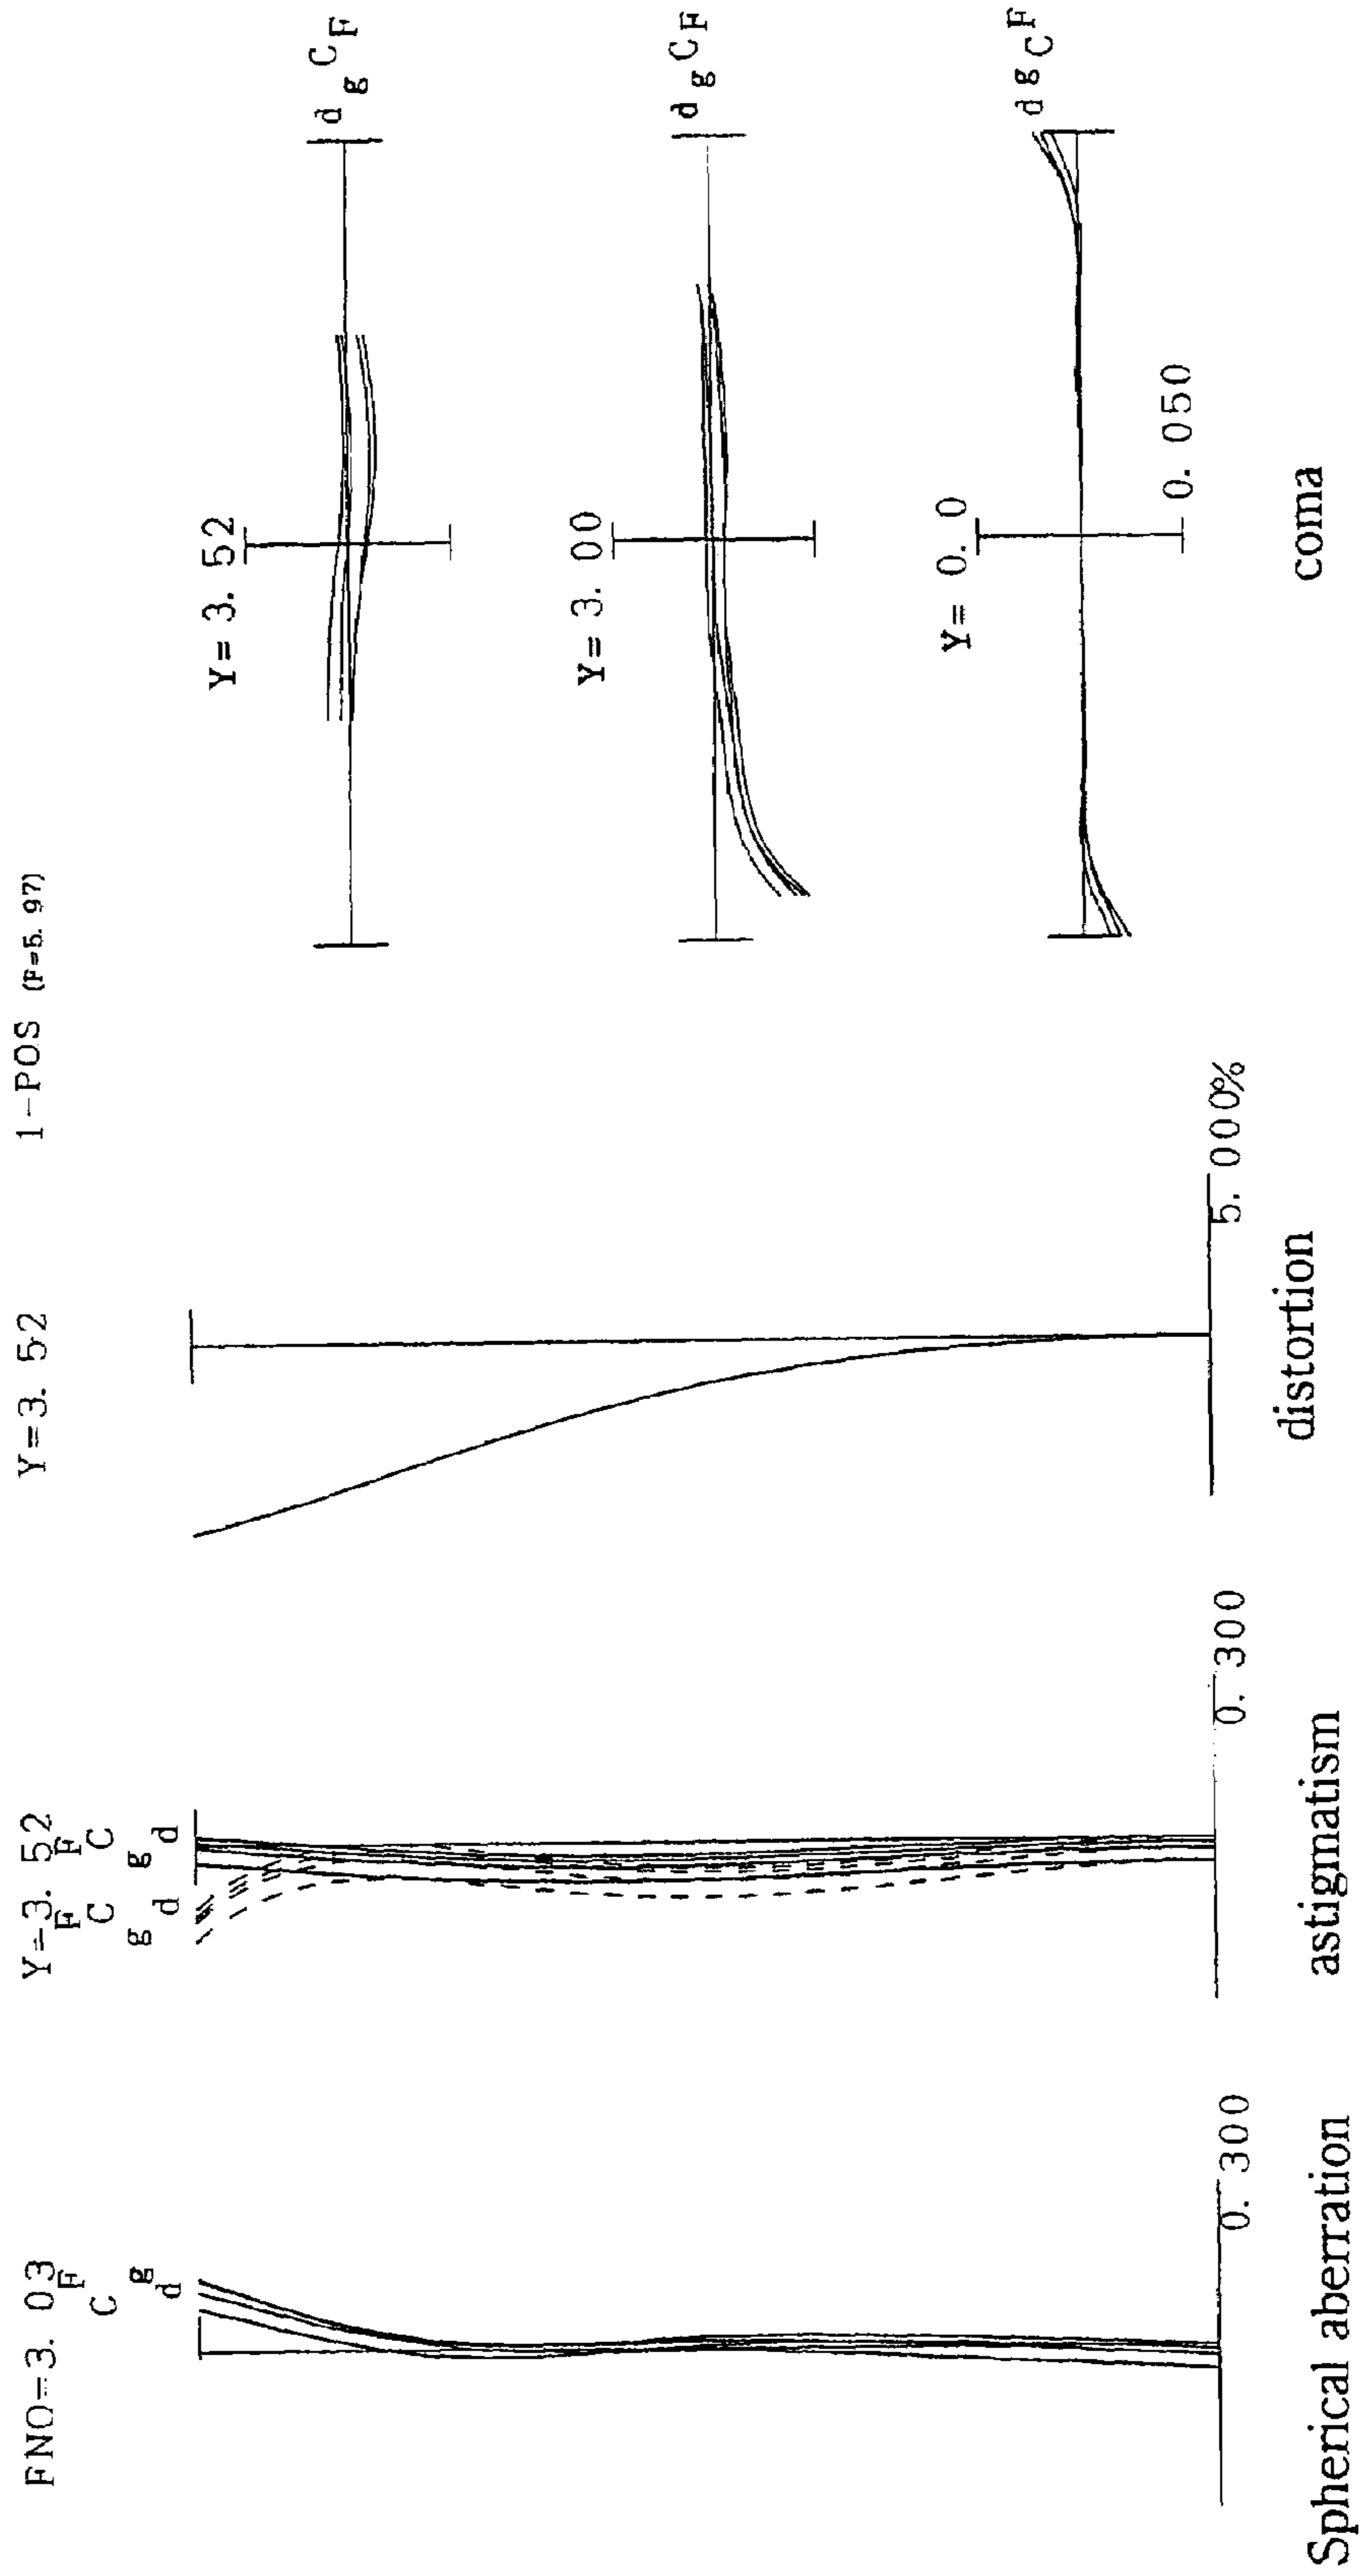 1-POS (F=5. 97)
FNO=3. 03
F
C
g
d
0. 300
Spherical aberration
Y=3. 52
F
C
g
d
F
C
g
d
0. 300
astigmatism
Y=3. 52
5. 000%
distortion
Y=3. 52
d g C F
Y=3. 00
d g C F
Y= 0. 0
d g C F
0. 050
coma